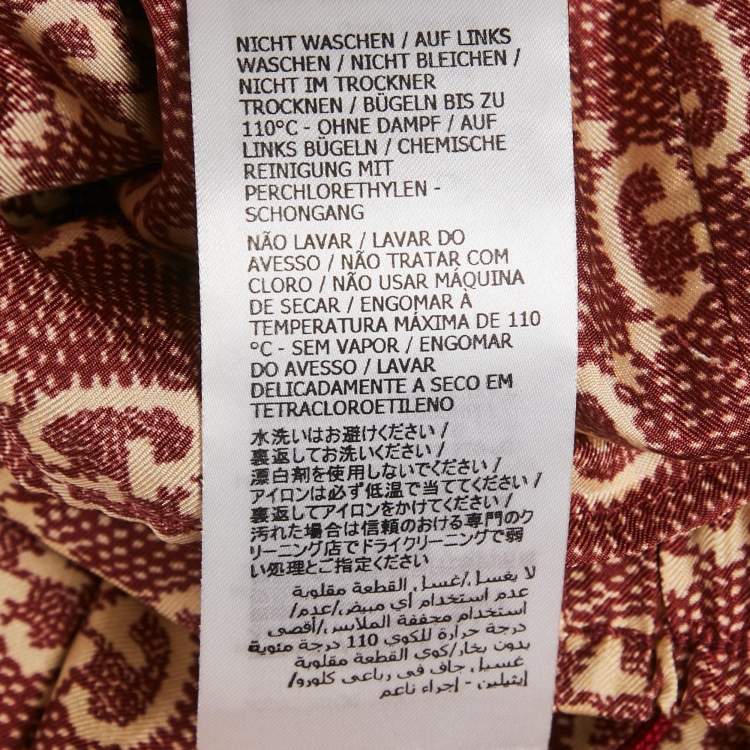 NICHT WASCHEN / AUF LINKS
WASCHEN / NICHT BLEICHEN /
NICHT IM TROCKNER
TROCKNEN / BÜGELN BIS ZU
110°C - OHNE DAMPF / AUF
LINKS BÜGELN / CHEMISCHE
REINIGUNG MIT
PERCHLORETHYLEN -
SCHONGANG
NÃO LAVAR / LAVAR DO
AVESSO / NÃO TRATAR COM
CLORO / NÃO USAR MÁQUINA
DE SECAR / ENGOMAR À
TEMPERATURA MÁXIMA DE 110
°C - SEM VAPOR / ENGOMAR
DO AVESSO / LAVAR
DELICADAMENTE A SECO EM
TETRACLOROETILENO
水洗いはお避けください /
裏返してお洗いください /
漂白剤を使用しないでください /
アイロンは必ず低温で当ててください /
裏返してアイロンをかけてください /
汚れた場合は信頼のおける専門のク
リーニング店でドライクリーニングで弱
い処理とご指定ください
لا يغسل/غسل القطعة مقلوبة
عدم استخدام أي مبيض/عدم/
استخدام مجففة الملابس/أقصى
درجة حرارة للكوي 110 درجة مئوية
بدون بخار/كوي القطعة مقلوبة
غسيل جاف في رباعي كلورو/
إيثيلين - إجراء ناعم